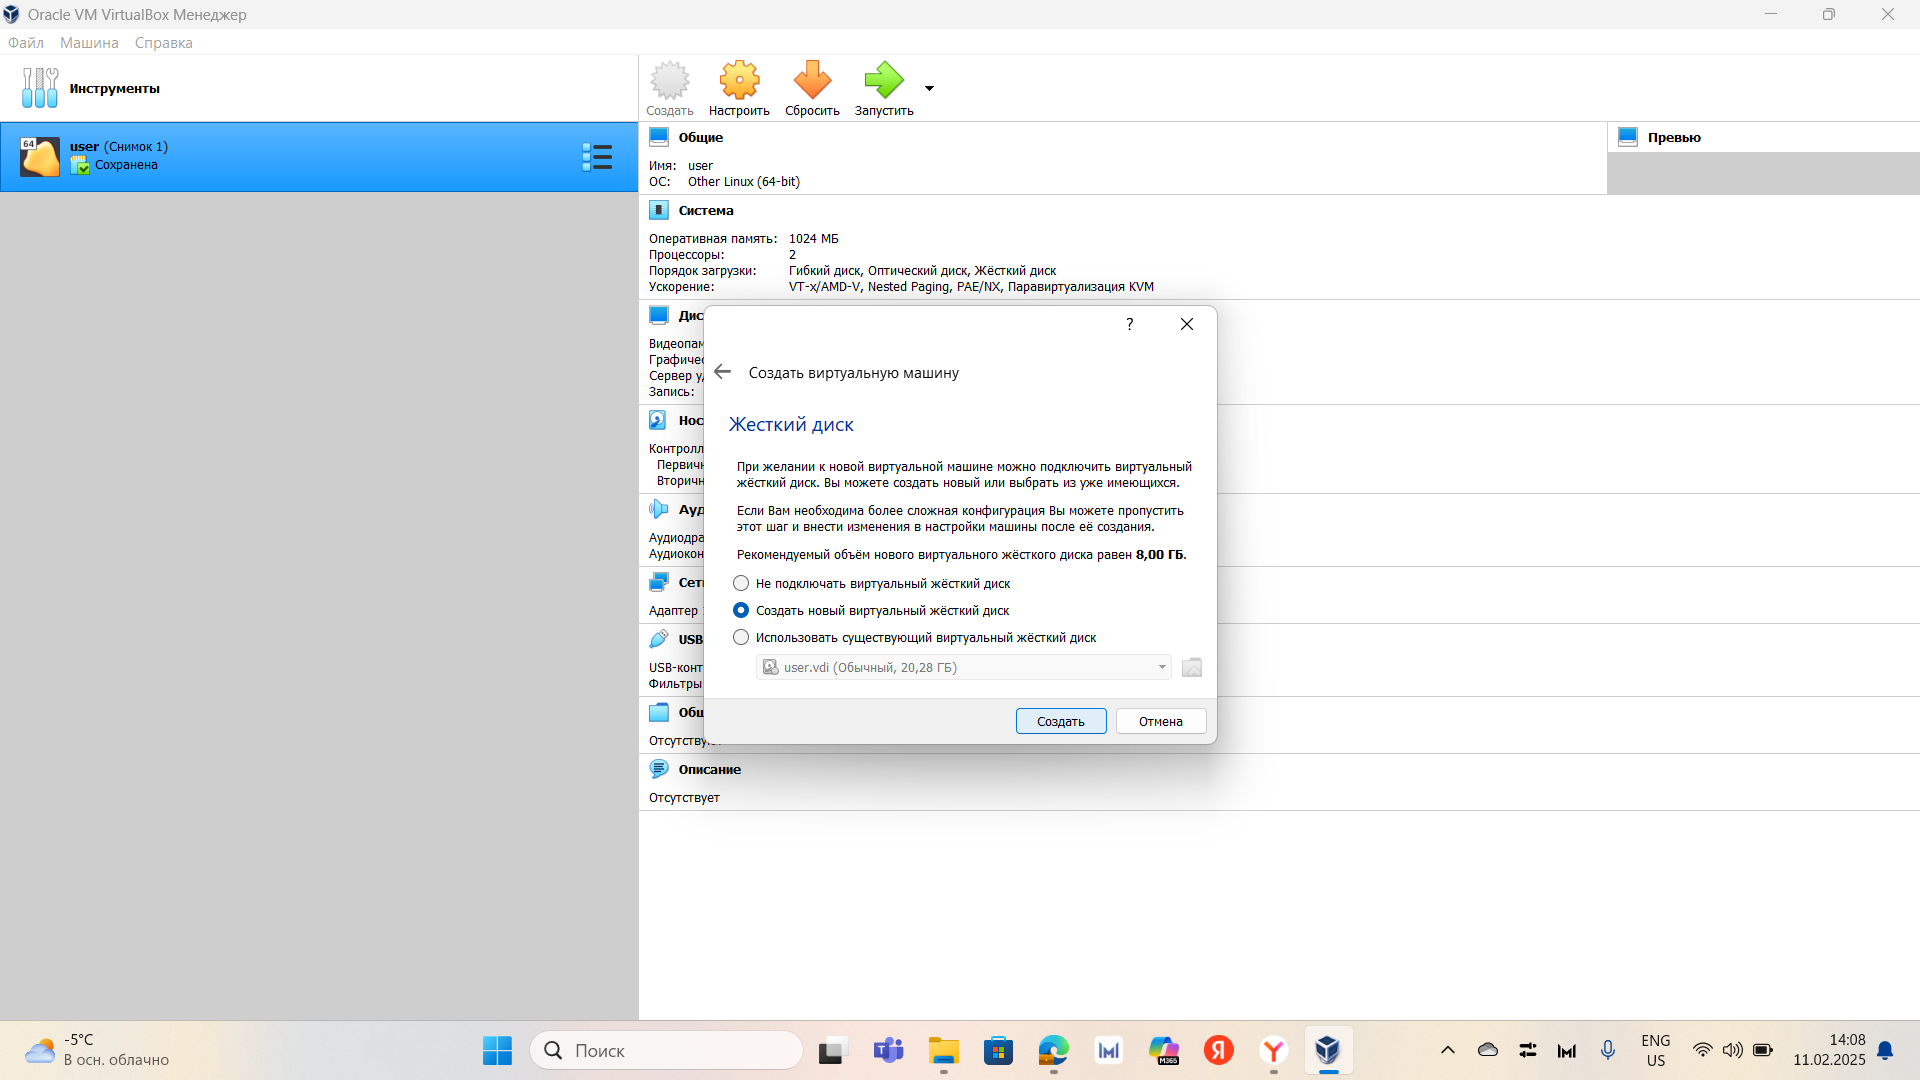 Oracle VM VirtualBox Менеджер
Файл Машина Справка
Инструменты
Создать Настроить Сбросить Запустить
64
user (Снимок 1)
Сохранена
Общие
Имя: user
ОС: Other Linux (64-bit)
Превью
Система
Оперативная память: 1024 МБ
Процессоры: 2
Порядок загрузки: Гибкий диск, Оптический диск, Жёсткий диск
Ускорение: VT-x/AMD-V, Nested Paging, PAE/NX, Паравиртуализация KVM
Дис
Видеопам
Графичес
Сервер у
Запись:
Нос
Контролл
Первичн
Вторичн
Ауд
Аудиодра
Аудиокон
Сет
Адаптер
USB
USB-конт
Фильтры
Общ
Отсутству
Описание
Отсутствует
?
Создать виртуальную машину
Жесткий диск
При желании к новой виртуальной машине можно подключить виртуальный
жёсткий диск. Вы можете создать новый или выбрать из уже имеющихся.
Если Вам необходима более сложная конфигурация Вы можете пропустить
этот шаг и внести изменения в настройки машины после её создания.
Рекомендуемый объём нового виртуального жёсткого диска равен 8,00 ГБ.
Не подключать виртуальный жёсткий диск
Создать новый виртуальный жёсткий диск
Использовать существующий виртуальный жёсткий диск
user.vdi (Обычный, 20,28 ГБ)
Создать Отмена
-5°C
В осн. облачно
Поиск
M365
Я
ENG
US
14:08
11.02.2025